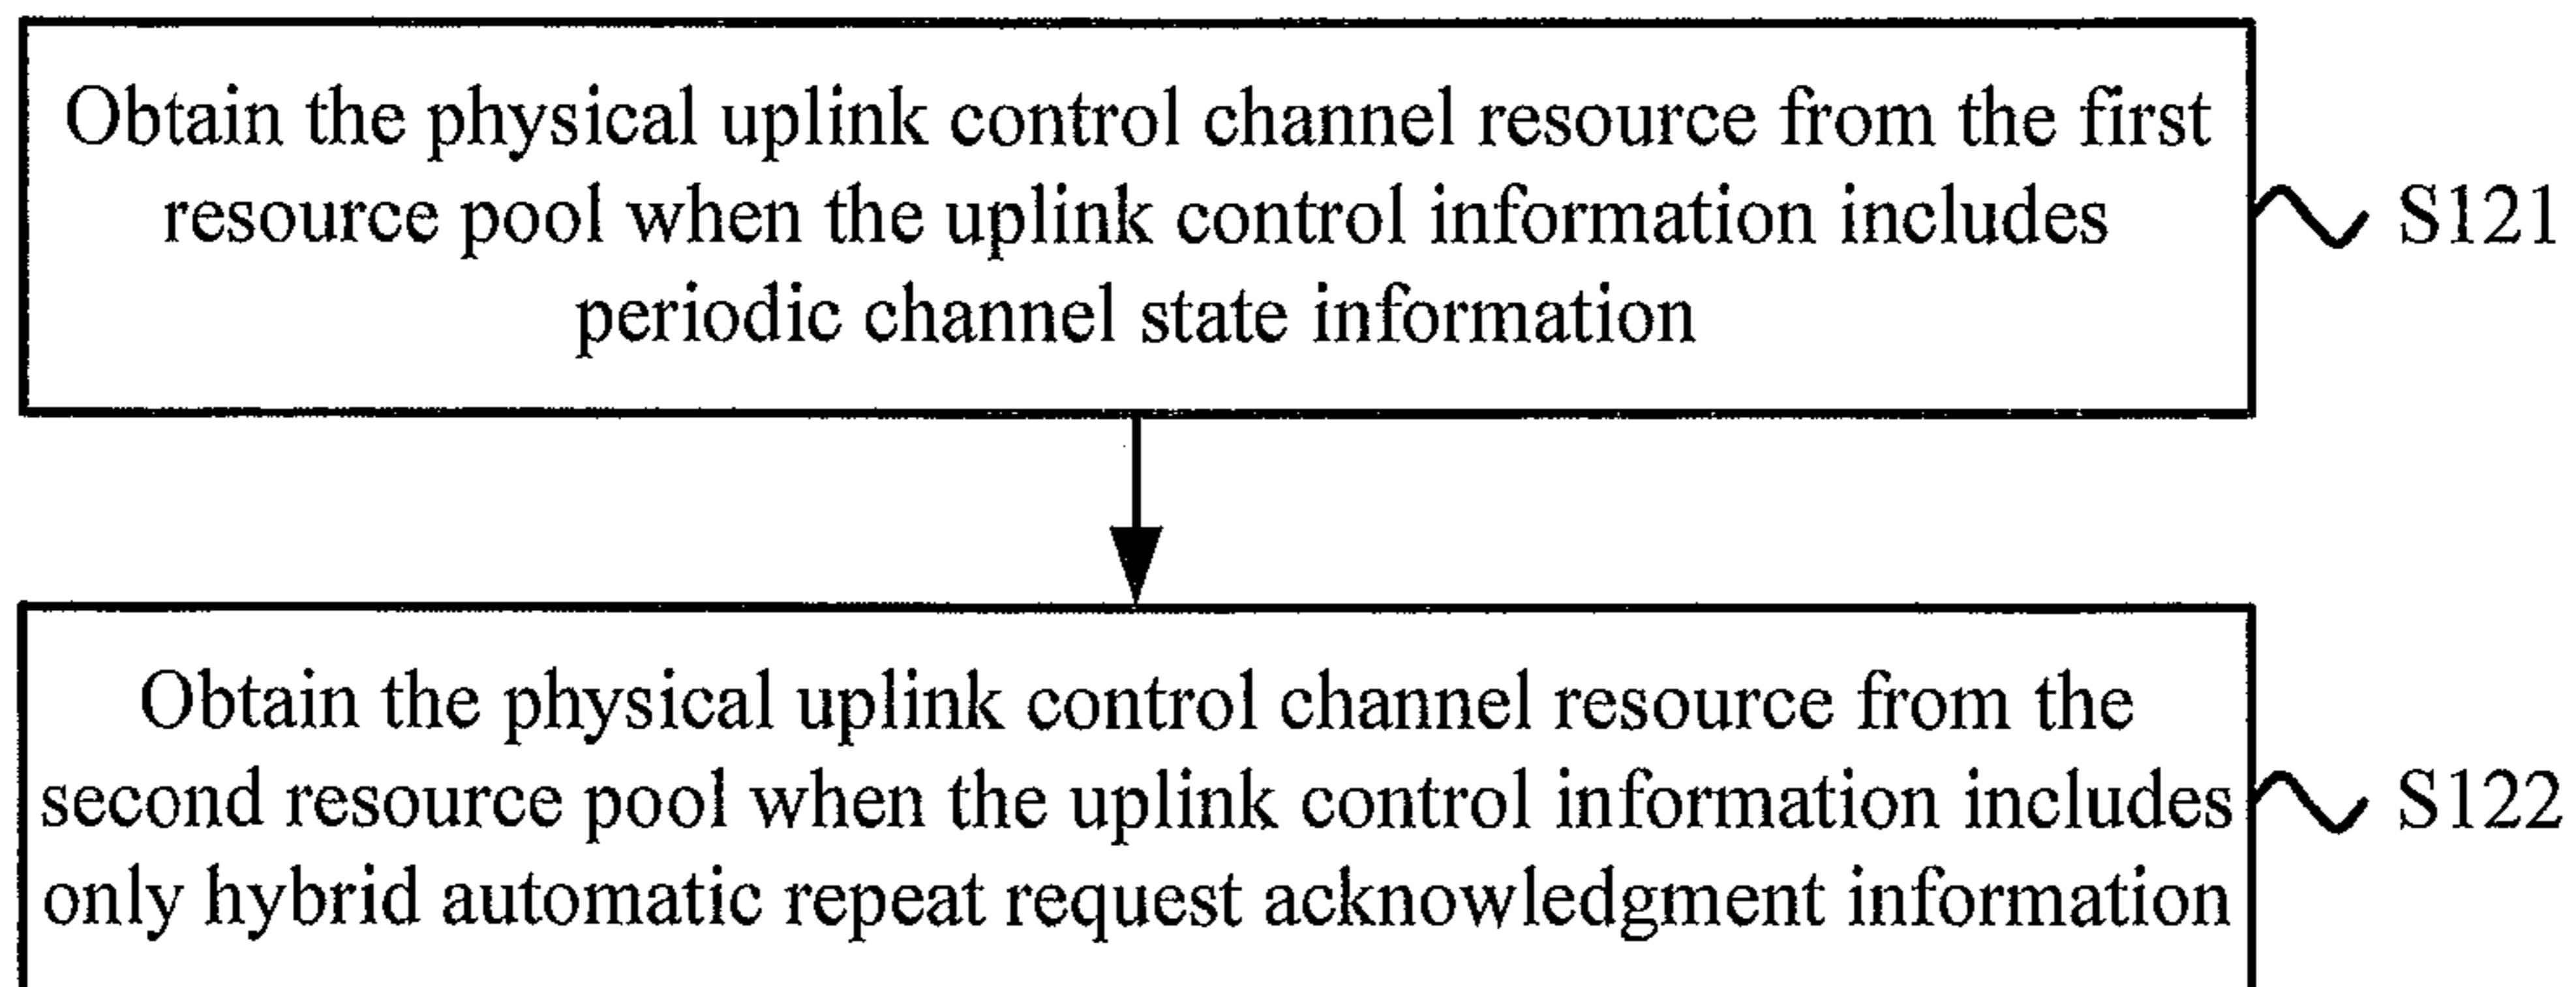 Obtain the physical uplink control channel resource from the first
resource pool when the uplink control information includes
periodic channel state information
S121
Obtain the physical uplink control channel resource from the
second resource pool when the uplink control information includes
only hybrid automatic repeat request acknowledgment information
S122